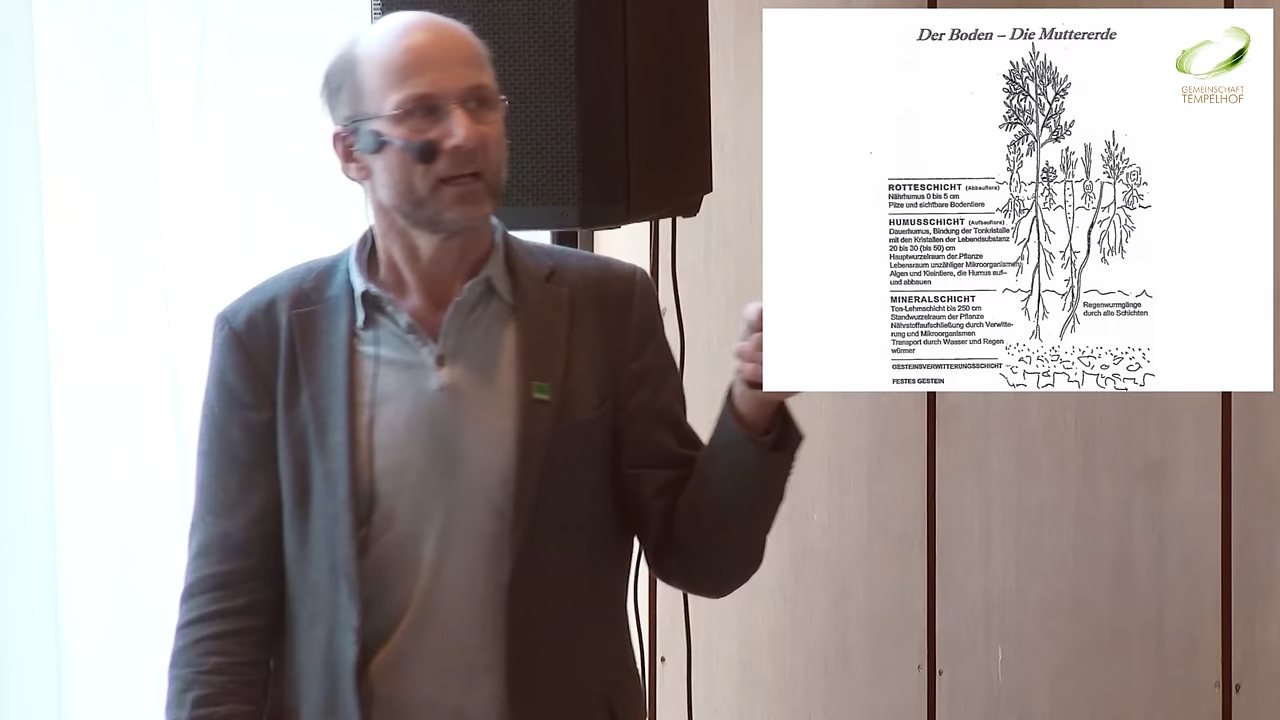 Der Boden – Die Muttererde
GEMEINSCHAFT
TEMPELHOF
ROTTESCHICHT (Abbauflora)
Nährhumus 0 bis 5 cm
Pilze und sichtbare Bodentiere
HUMUSSCHICHT (Aufbauflora)
Dauerhumus, Bindung der Tonkristalle
mit den Kristallen der Lebendsubstanz
20 bis 30 (bis 50) cm
Hauptwurzelraum der Pflanze
Lebensraum unzähliger Mikroorganismen
Algen und Kleintiere, die Humus auf–
und abbauen
MINERALSCHICHT
Ton-Lehmschicht bis 250 cm
Standwurzelraum der Pflanze
Nährstoffaufschließung durch Verwitte-
rung und Mikroorganismen
Transport durch Wasser und Regen
würmer
Regenwurmgänge
durch alle Schichten
GESTEINSVERWITTERUNGSSCHICHT
FESTES GESTEIN